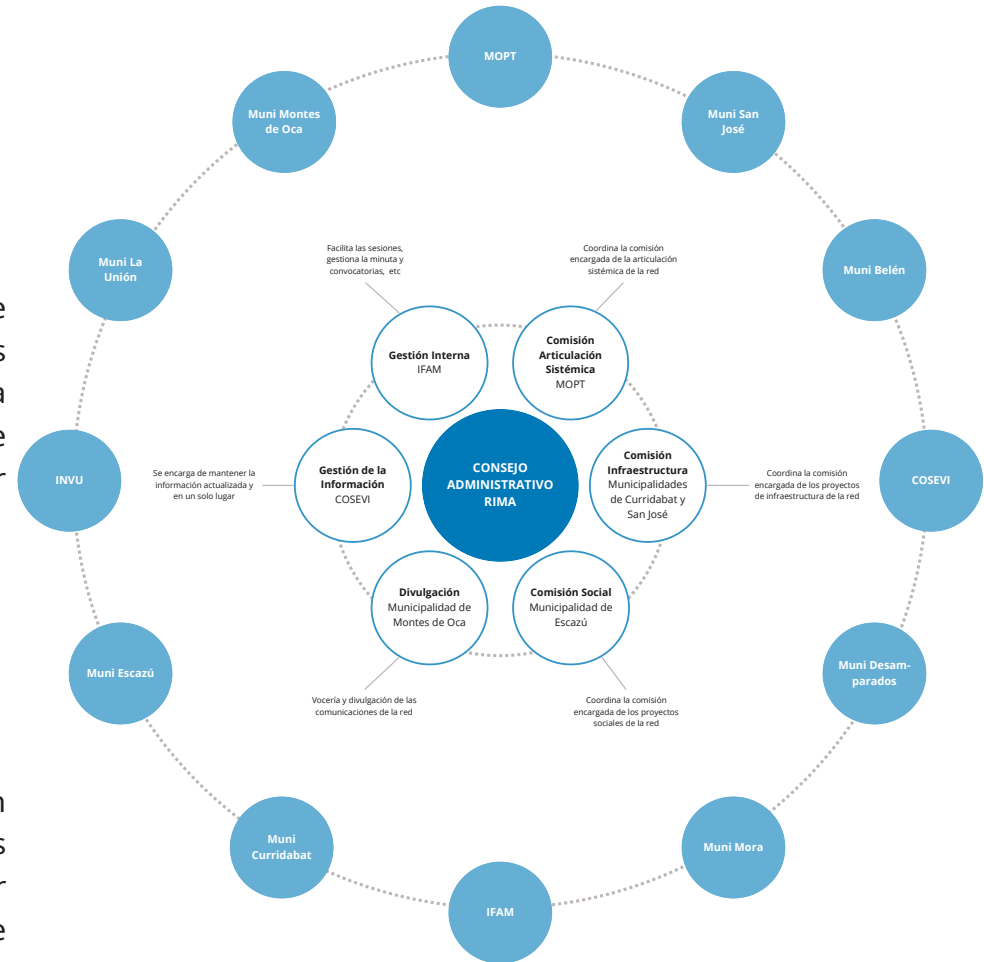 MOPT
Muni Montes
de Oca
Muni San
José
Muni La
Unión
Muni Belén
Facilita las sesiones,
gestiona la minuta y
convocatorias, etc
Coordina la comisión
encargada de la articulación
sistémica de la red
e
s
a
e
r
Gestión Interna
IFAM
Comisión
Articulación
Sistémica
MOPT
INVU
Se encarga de mantener la
información actualizada y
en un solo lugar
Gestión de la
Información
COSEVI
CONSEJO
ADMINISTRATIVO
RIMA
Comisión
Infraestructura
Municipalidades
de Curridabat y
San José
Coordina la comisión
encargada de los proyectos
de infraestructura de la red
COSEVI
Divulgación
Municipalidad de
Montes de Oca
Comisión Social
Municipalidad de
Escazú
Muni Escazú
Muni Desam-
parados
Vocería y divulgación de las
comunicaciones de la red
Coordina la comisión
encargada de los proyectos
sociales de la red
n
s
r
e
Muni
Curridabat
Muni Mora
IFAM